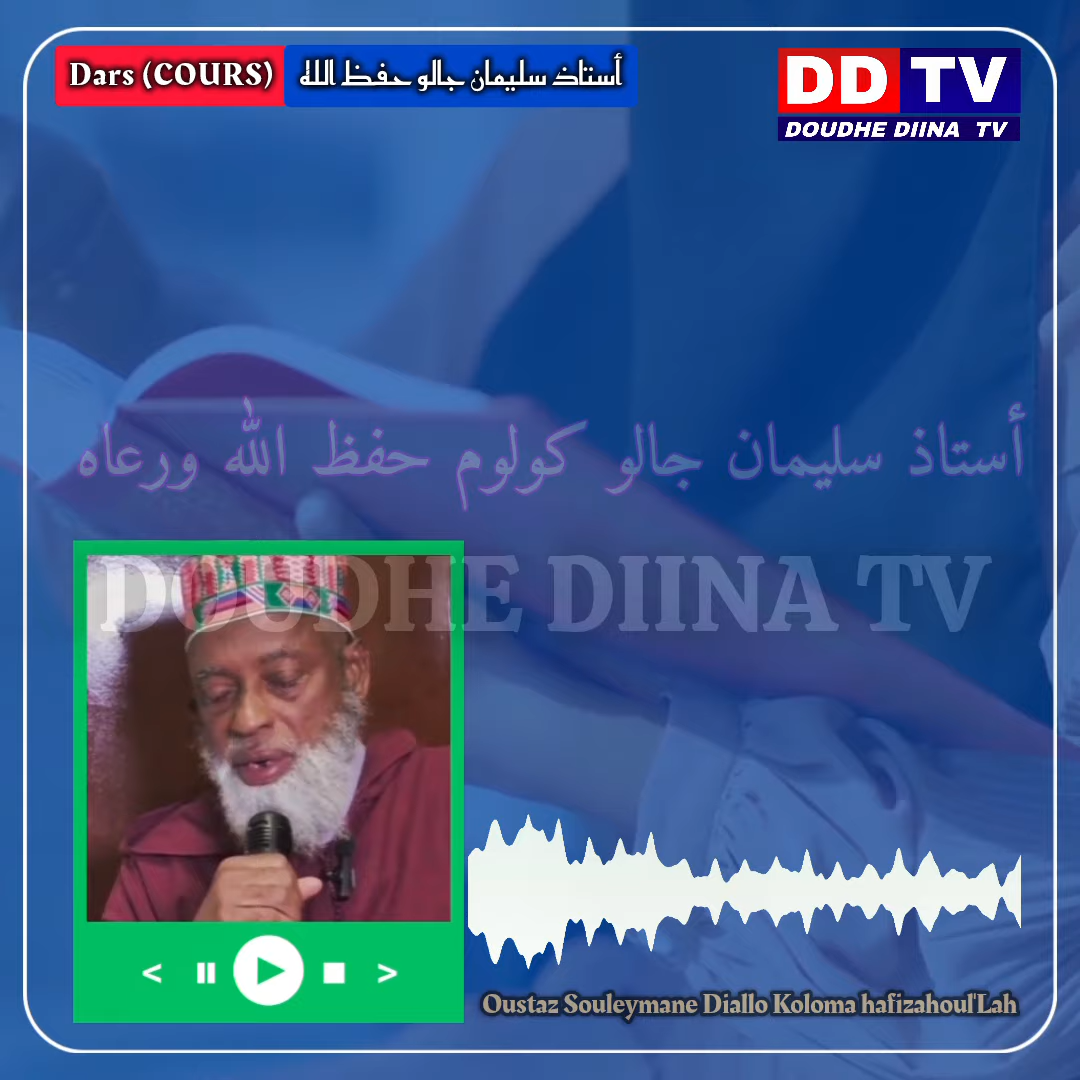 Dars (COURS) أستاذ سليمان جالو حفظ الله
DD TV
DOUDHE DIINA TV
أستاذ سليمان جالو كولوم حفظ الله ورعاه
DOUDHE DIINA TV
Oustaz Souleymane Diallo Koloma hafizahoul'Lah